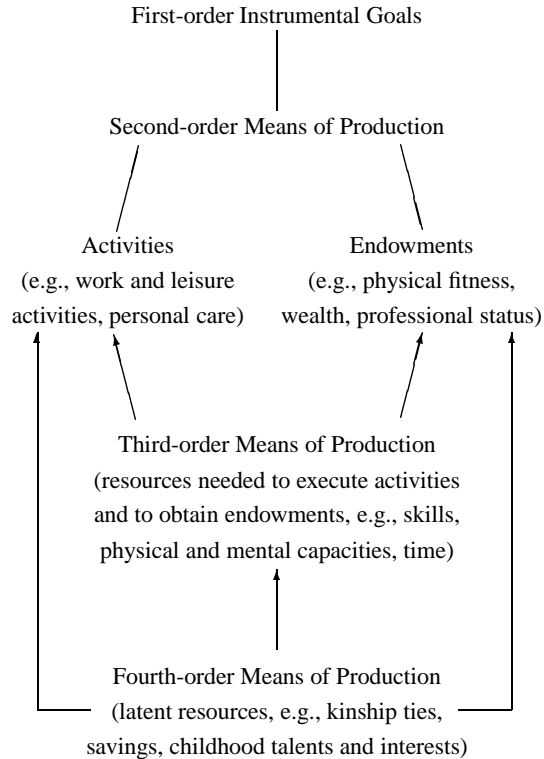 First-order Instrumental Goals
Second-order Means of Production
Activities
(e.g., work and leisure
activities, personal care)
Endowments
(e.g., physical fitness,
wealth, professional status)
Third-order Means of Production
(resources needed to execute activities
and to obtain endowments, e.g., skills,
physical and mental capacities, time)
Fourth-order Means of Production
(latent resources, e.g., kinship ties,
savings, childhood talents and interests)